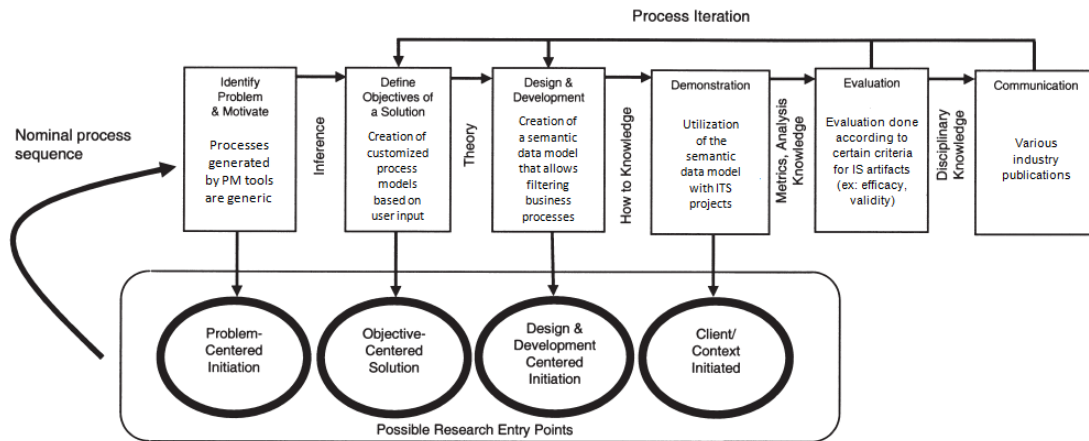 Process Iteration
Nominal process
sequence
Identify
Problem
& Motivate
Processes
generated
by PM tools
are generic
Inference
Define
Objectives of
a Solution
Creation of
customized
process
models
based on
user input
Theory
Design &
Development
Creation of
a semantic
data model
that allows
filtering
business
processes
How to Knowledge
Demonstration
Utilization
of the
semantic
data model
with ITS
projects
Metrics, Analysis
Knowledge
Evaluation
Evaluation done
according to
certain criteria
for IS artifacts
(ex: efficacy,
validity)
Disciplinary
Knowledge
Communication
Various
industry
publications
Problem-
Centered
Initiation
Objective-
Centered
Solution
Design &
Development
Centered
Initiation
Client/
Context
Initiated
Possible Research Entry Points